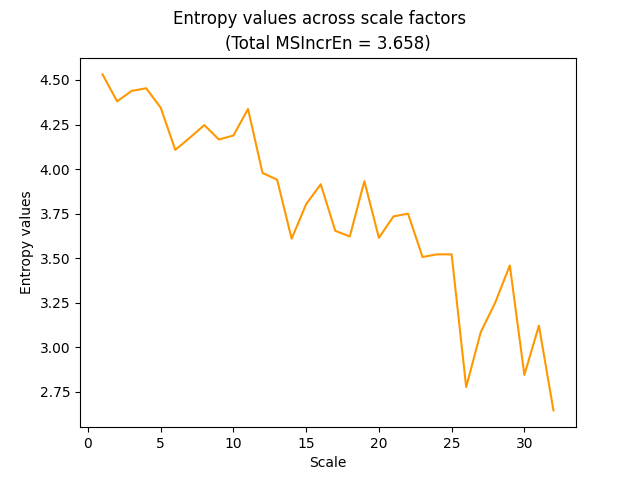 Entropy values across scale factors
(Total MSIncrEn = 3.658)
Entropy values
4.50
4.25
4.00
3.75
3.50
3.25
3.00
2.75
0 5 10 15 20 25 30
Scale